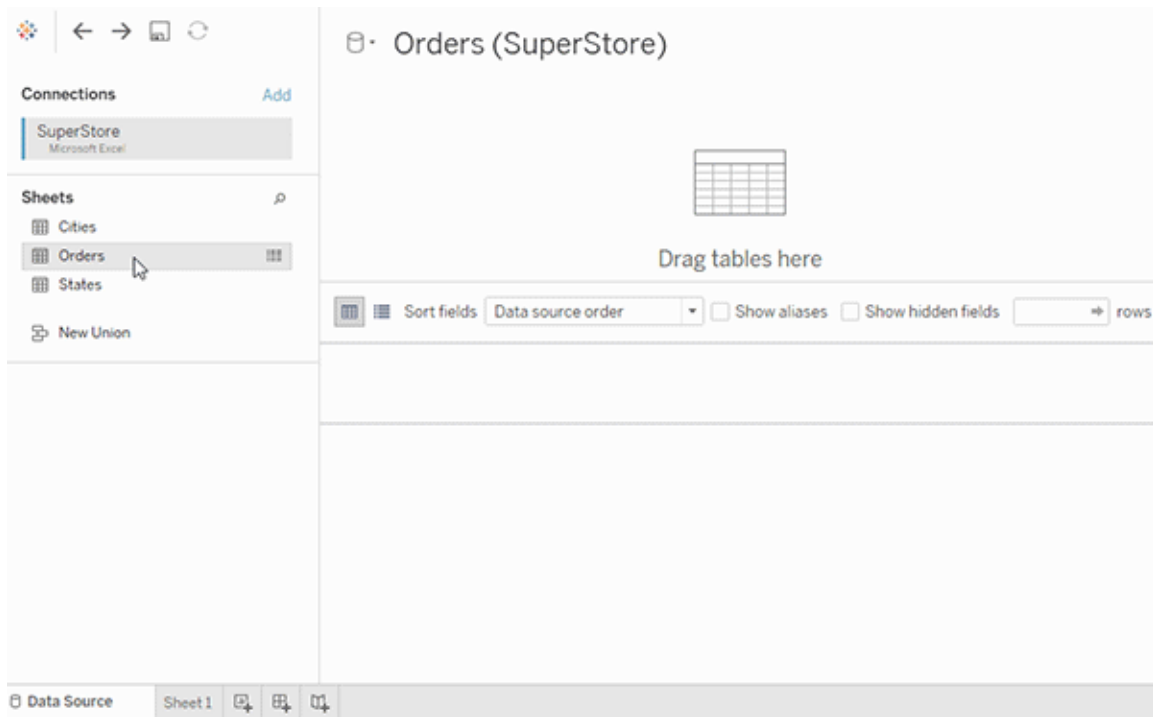 Orders (SuperStore)
Connections
Add
SuperStore
Microsoft Excel
Sheets
Cities
Orders
States
New Union
Drag tables here
Sort fields Data source order Show aliases Show hidden fields rows
Data Source Sheet 1